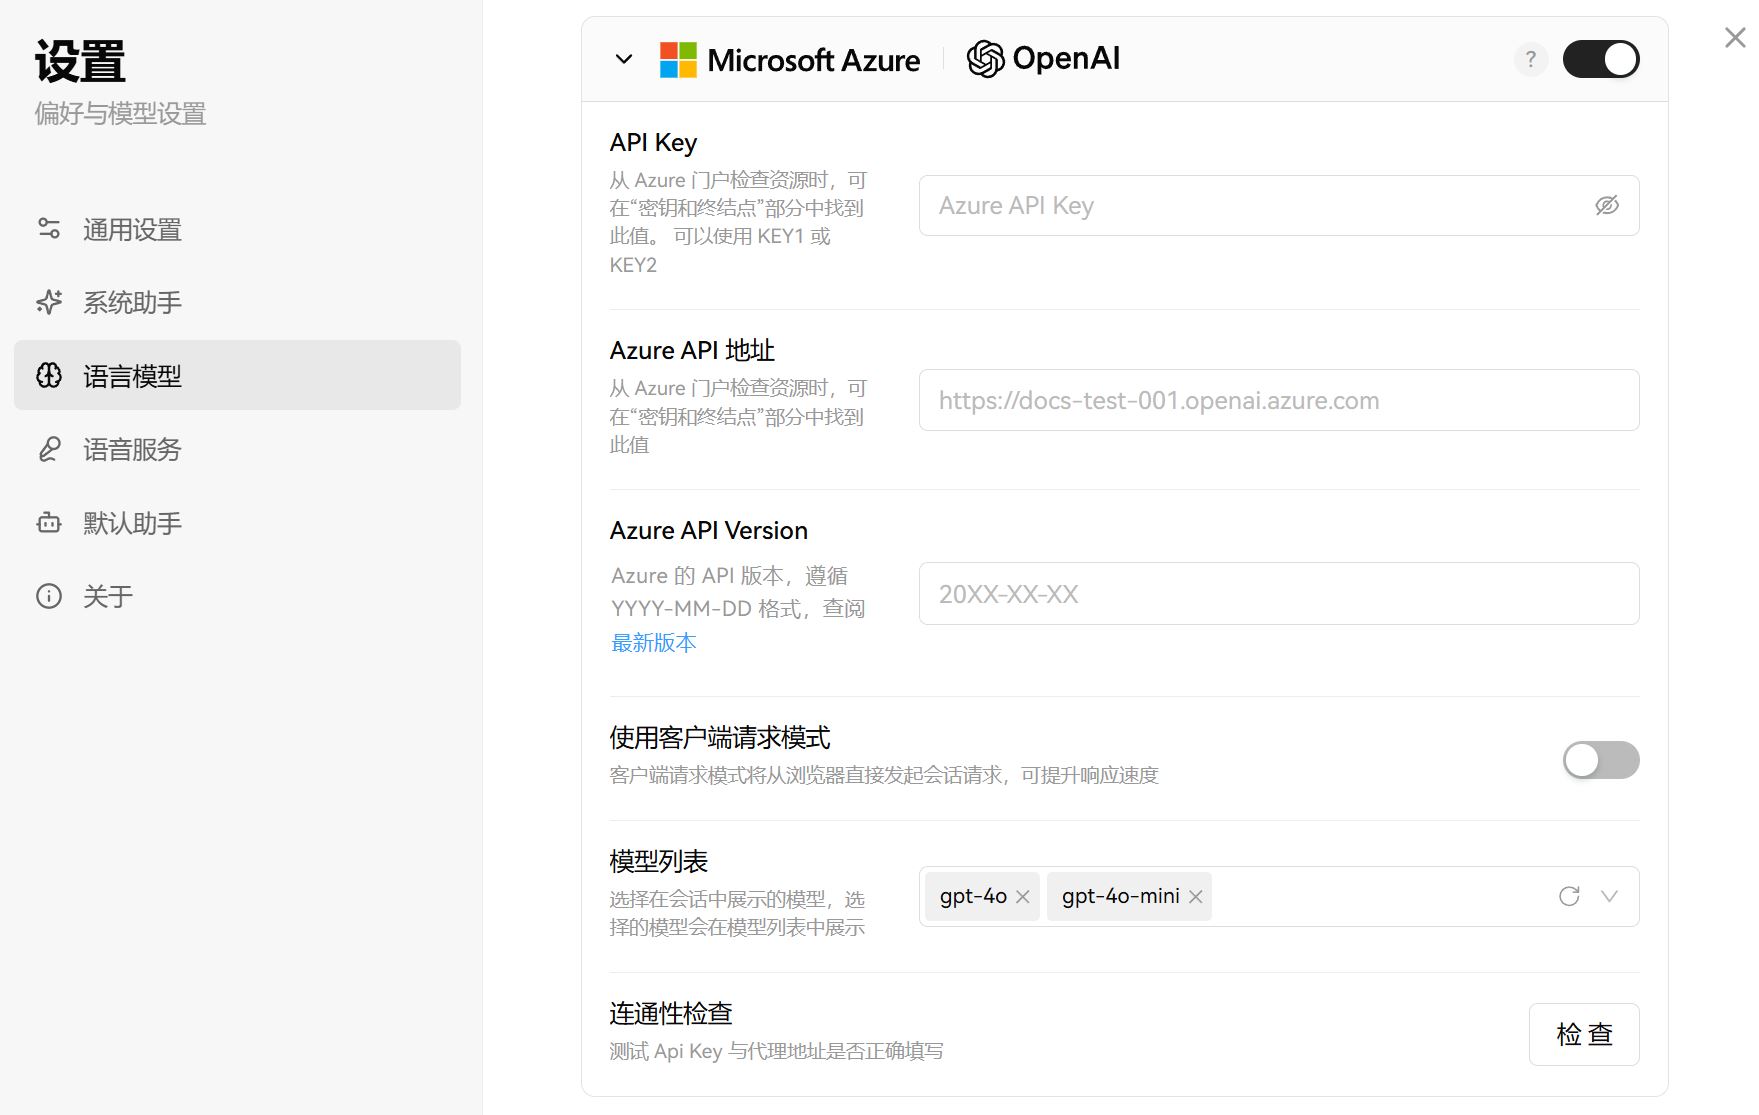 设置
偏好与模型设置
通用设置
系统助手
语言模型
语音服务
默认助手
关于
Microsoft Azure OpenAI ?
API Key
从 Azure 门户检查资源时，可
在“密钥和终结点”部分中找到
此值。 可以使用 KEY1 或
KEY2
Azure API Key
Azure API 地址
从 Azure 门户检查资源时，可
在“密钥和终结点”部分中找到
此值
https://docs-test-001.openai.azure.com
Azure API Version
Azure 的 API 版本，遵循
YYYY-MM-DD 格式，查阅
最新版本
20XX-XX-XX
使用客户端请求模式
客户端请求模式将从浏览器直接发起会话请求，可提升响应速度
模型列表
选择在会话中展示的模型，选
择的模型会在模型列表中展示
gpt-4o gpt-4o-mini
连通性检查
测试 Api Key 与代理地址是否正确填写
检 查